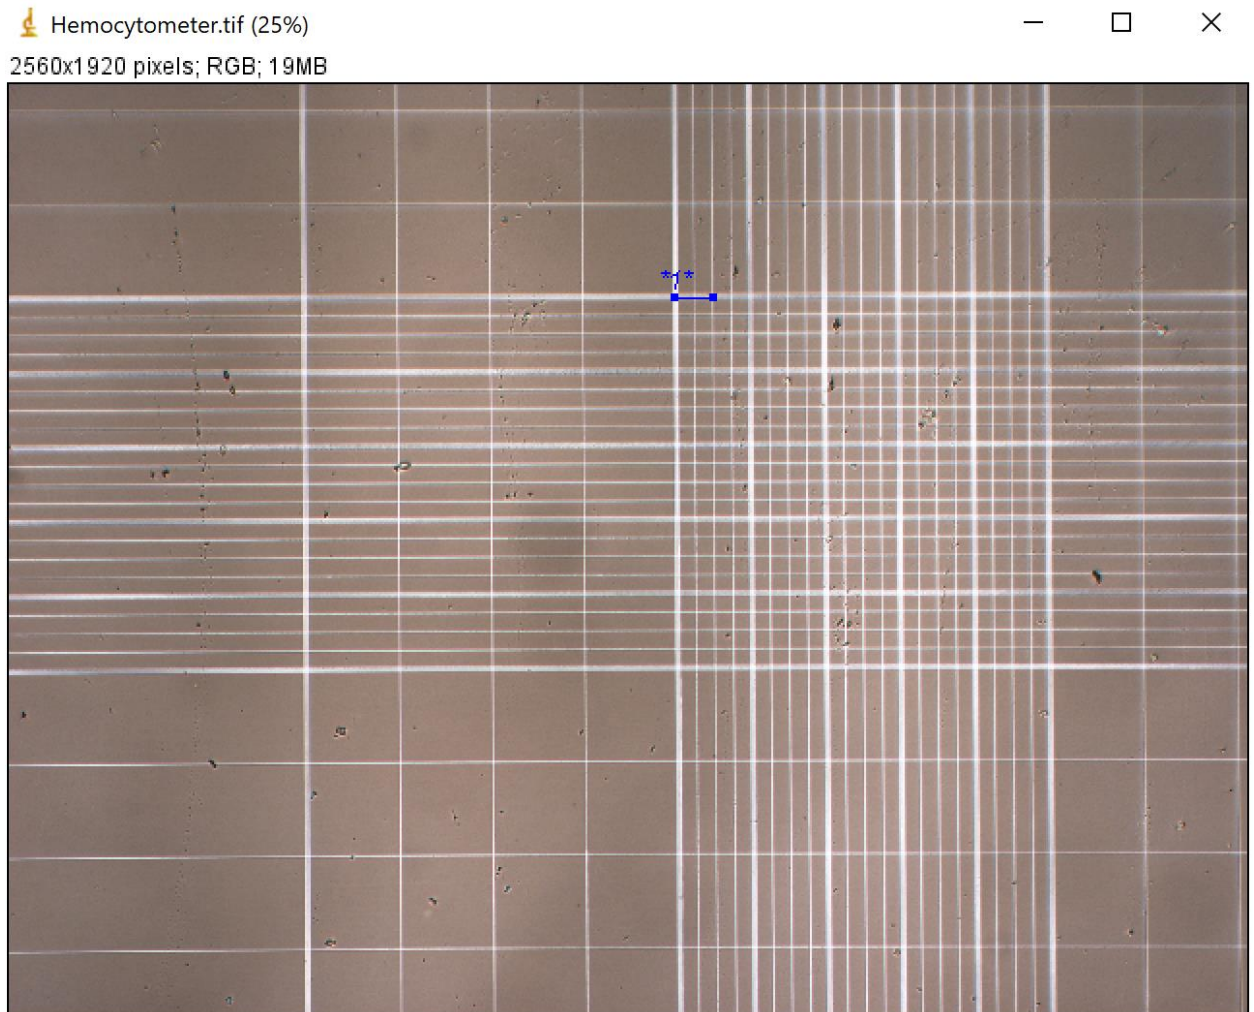 Hemocytometer.tif (25%)
2560x1920 pixels; RGB; 19MB
*1*